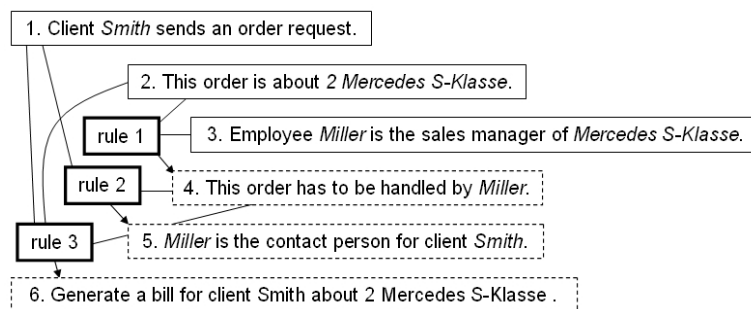 1. Client Smith sends an order request.
2. This order is about 2 Mercedes S-Klasse.
rule 1
3. Employee Miller is the sales manager of Mercedes S-Klasse.
rule 2
4. This order has to be handled by Miller.
rule 3
5. Miller is the contact person for client Smith.
6. Generate a bill for client Smith about 2 Mercedes S-Klasse .